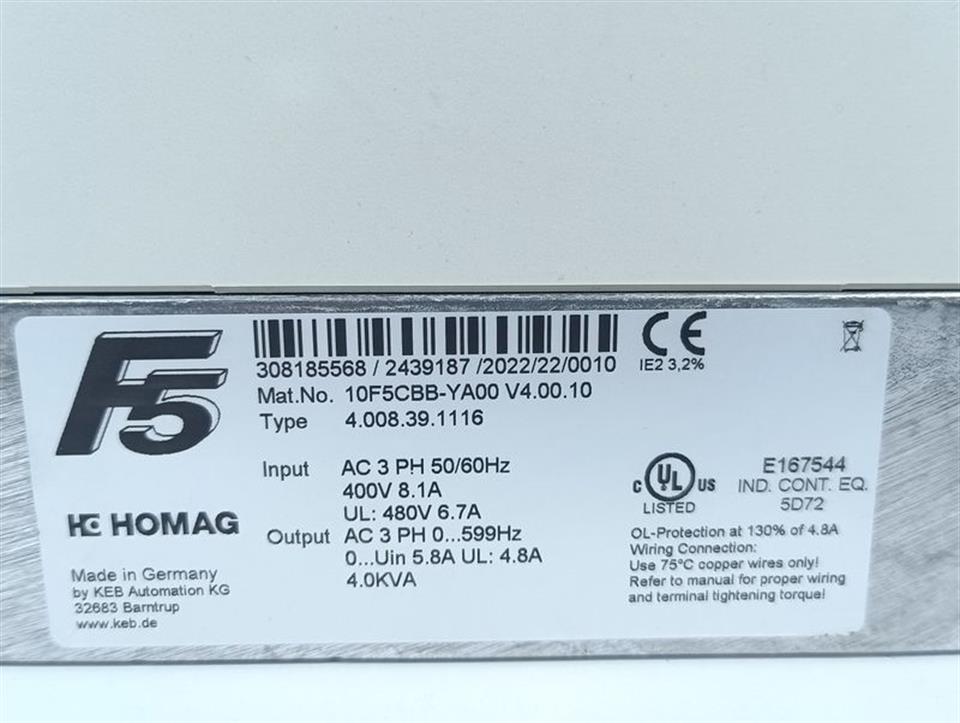 F5
308185568 / 2439187 /2022/22/0010
IE2 3,2%
Mat.No. 10F5CBB-YA00 V4.00.10
Type 4.008.39.1116
Input AC 3 PH 50/60Hz
400V 8.1A
UL: 480V 6.7A
Output AC 3 PH 0...599Hz
0...Uin 5.8A UL: 4.8A
4.0KVA
HOMAG
Made in Germany
by KEB Automation KG
32683 Barntrup
www.keb.de
CE
C UL US
LISTED
E167544
IND. CONT. EQ.
5D72
OL-Protection at 130% of 4.8A
Wiring Connection:
Use 75°C copper wires only!
Refer to manual for proper wiring
and terminal tightening torque!